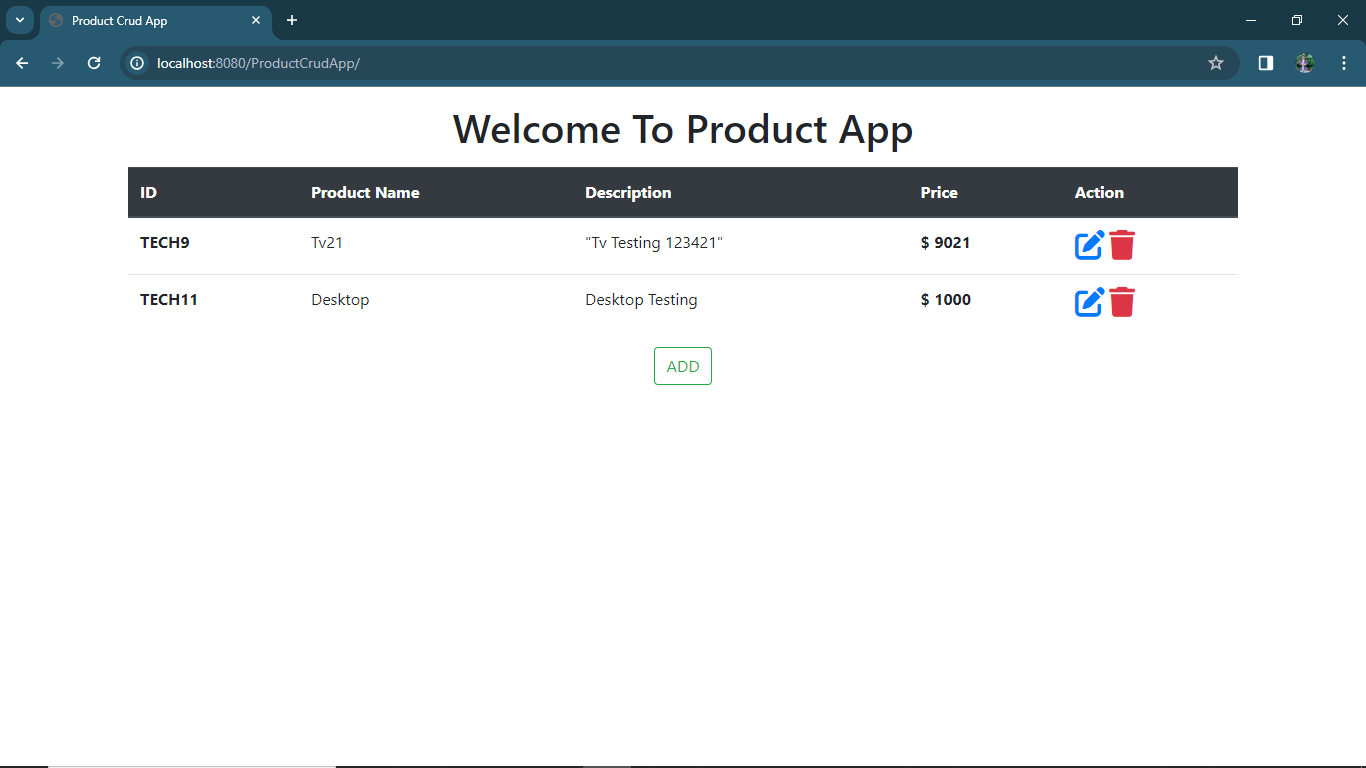 Product Crud App
localhost:8080/ProductCrudApp/
Welcome To Product App
ID Product Name Description Price Action
TECH9 Tv21 "Tv Testing 123421" $ 9021
TECH11 Desktop Desktop Testing $ 1000
ADD